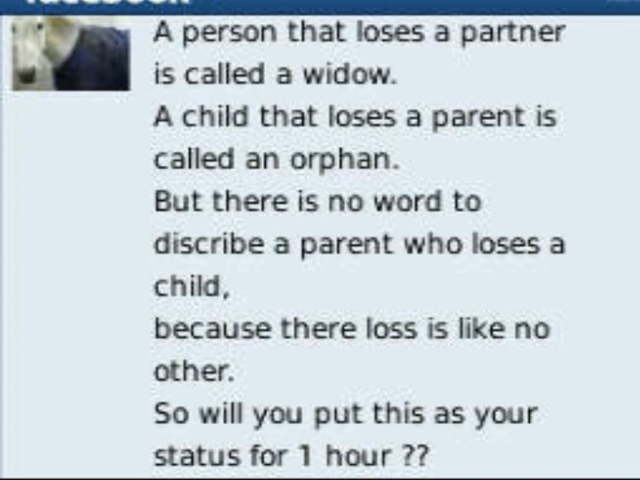 A person that loses a partner
is called a widow.
A child that loses a parent is
called an orphan.
But there is no word to
discribe a parent who loses a
child,
because there loss is like no
other.
So will you put this as your
status for 1 hour ??